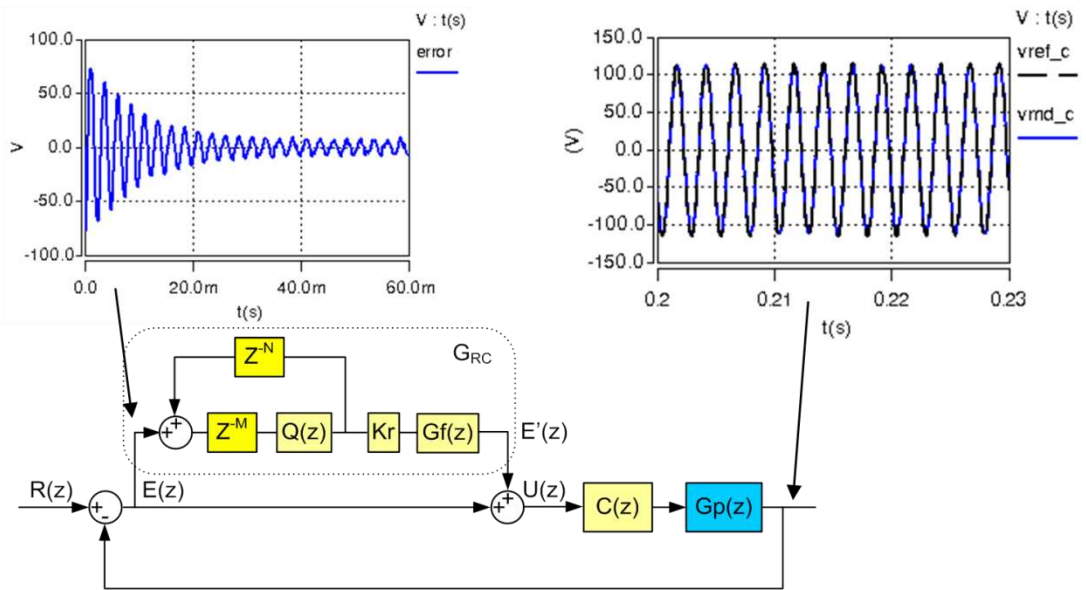 V : t(s)
error
100.0
50.0
0.0
-50.0
-100.0
V
0.0
20.0m
40.0m
60.0m
t(s)
V : t(s)
vref_c
vmd_c
150.0
100.0
50.0
0.0
-50.0
-100.0
-150.0
(V)
0.2
0.21
0.22
0.23
t(s)
Z-N
GRC
Z-M
Q(z)
Kr
Gf(z)
E'(z)
R(z)
E(z)
U(z)
C(z)
Gp(z)
+
+
+
-
+
+